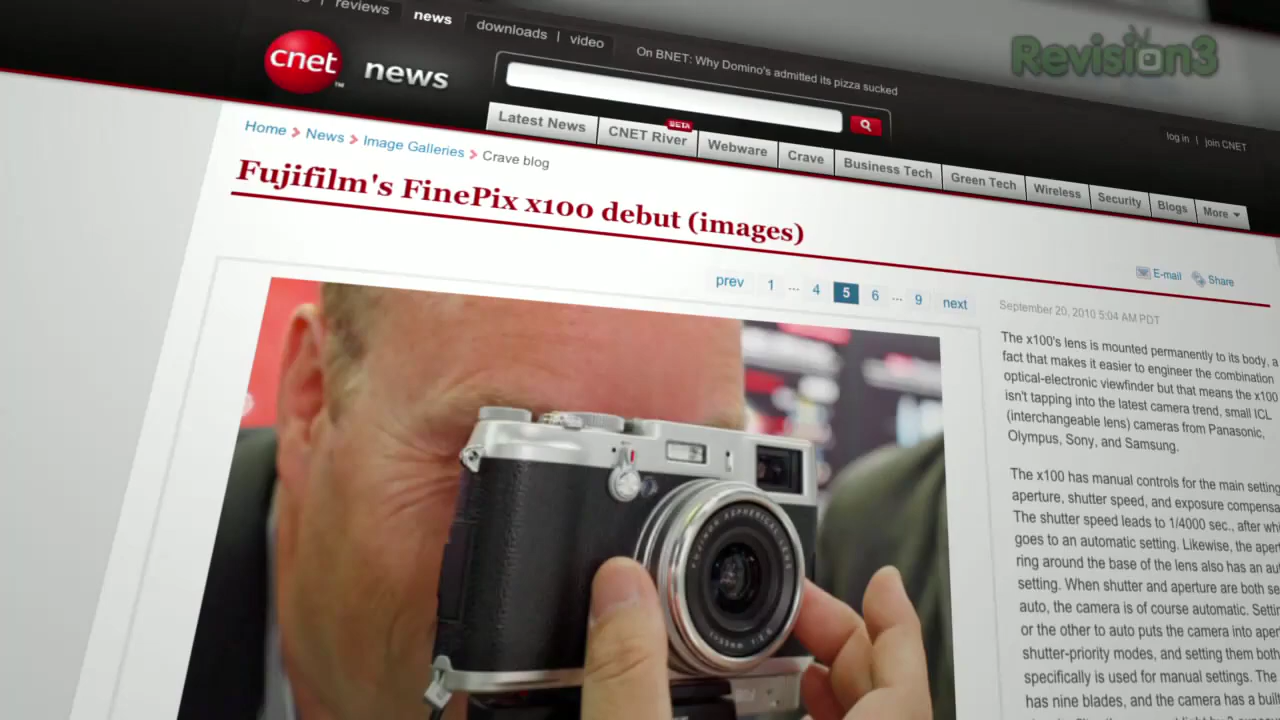 reviews
news
downloads | video
On BNET: Why Domino's admitted its pizza sucked
Revision3
cnet news
log in | join CNET
Latest News
CNET River
BETA
Webware
Crave
Business Tech
Green Tech
Wireless
Security
Blogs
More
Home
News
Image Galleries
Crave blog
Fujifilm's FinePix x100 debut (images)
E-mail
Share
prev 1 ... 4 5 6 ... 9 next
September 20, 2010 5:04 AM PDT
The x100's lens is mounted permanently to its body, a
fact that makes it easier to engineer the combination
optical-electronic viewfinder but that means the x100
isn't tapping into the latest camera trend, small ICL
(interchangeable lens) cameras from Panasonic,
Olympus, Sony, and Samsung.
The x100 has manual controls for the main setting
aperture, shutter speed, and exposure compensa
The shutter speed leads to 1/4000 sec., after wh
goes to an automatic setting. Likewise, the aper
ring around the base of the lens also has an au
setting. When shutter and aperture are both se
auto, the camera is of course automatic. Settin
or the other to auto puts the camera into aper
shutter-priority modes, and setting them both
specifically is used for manual settings. The
has nine blades, and the camera has a built
FUJINON ASPHERICAL LENS